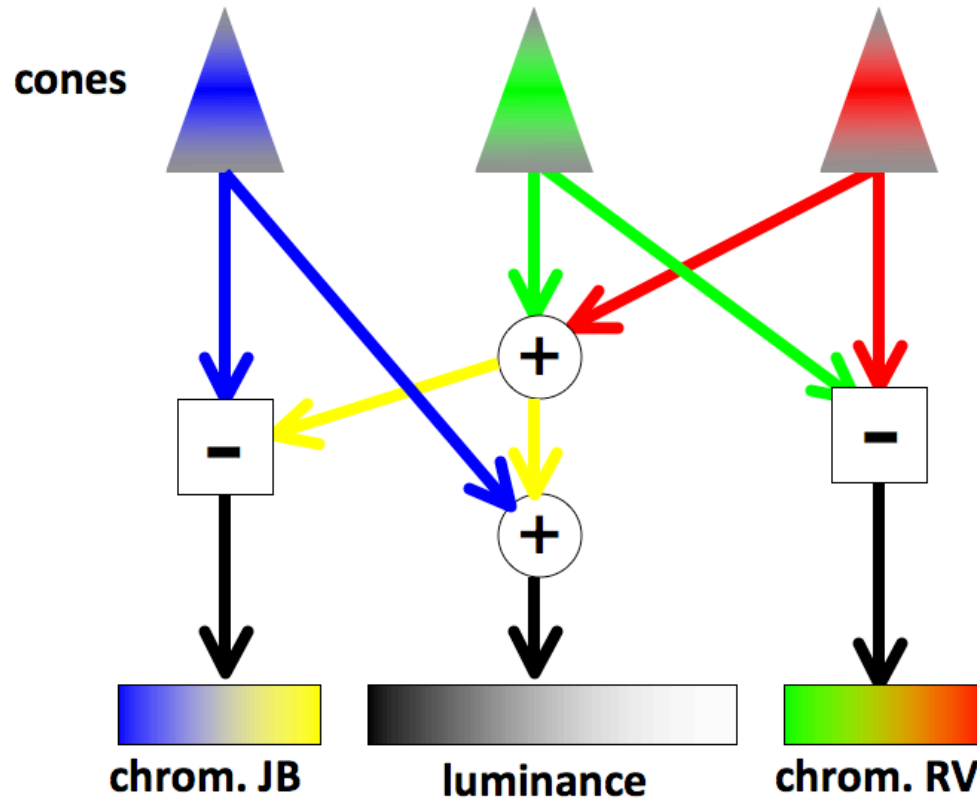 cones
+
-
-
+
chrom. JB
luminance
chrom. RV